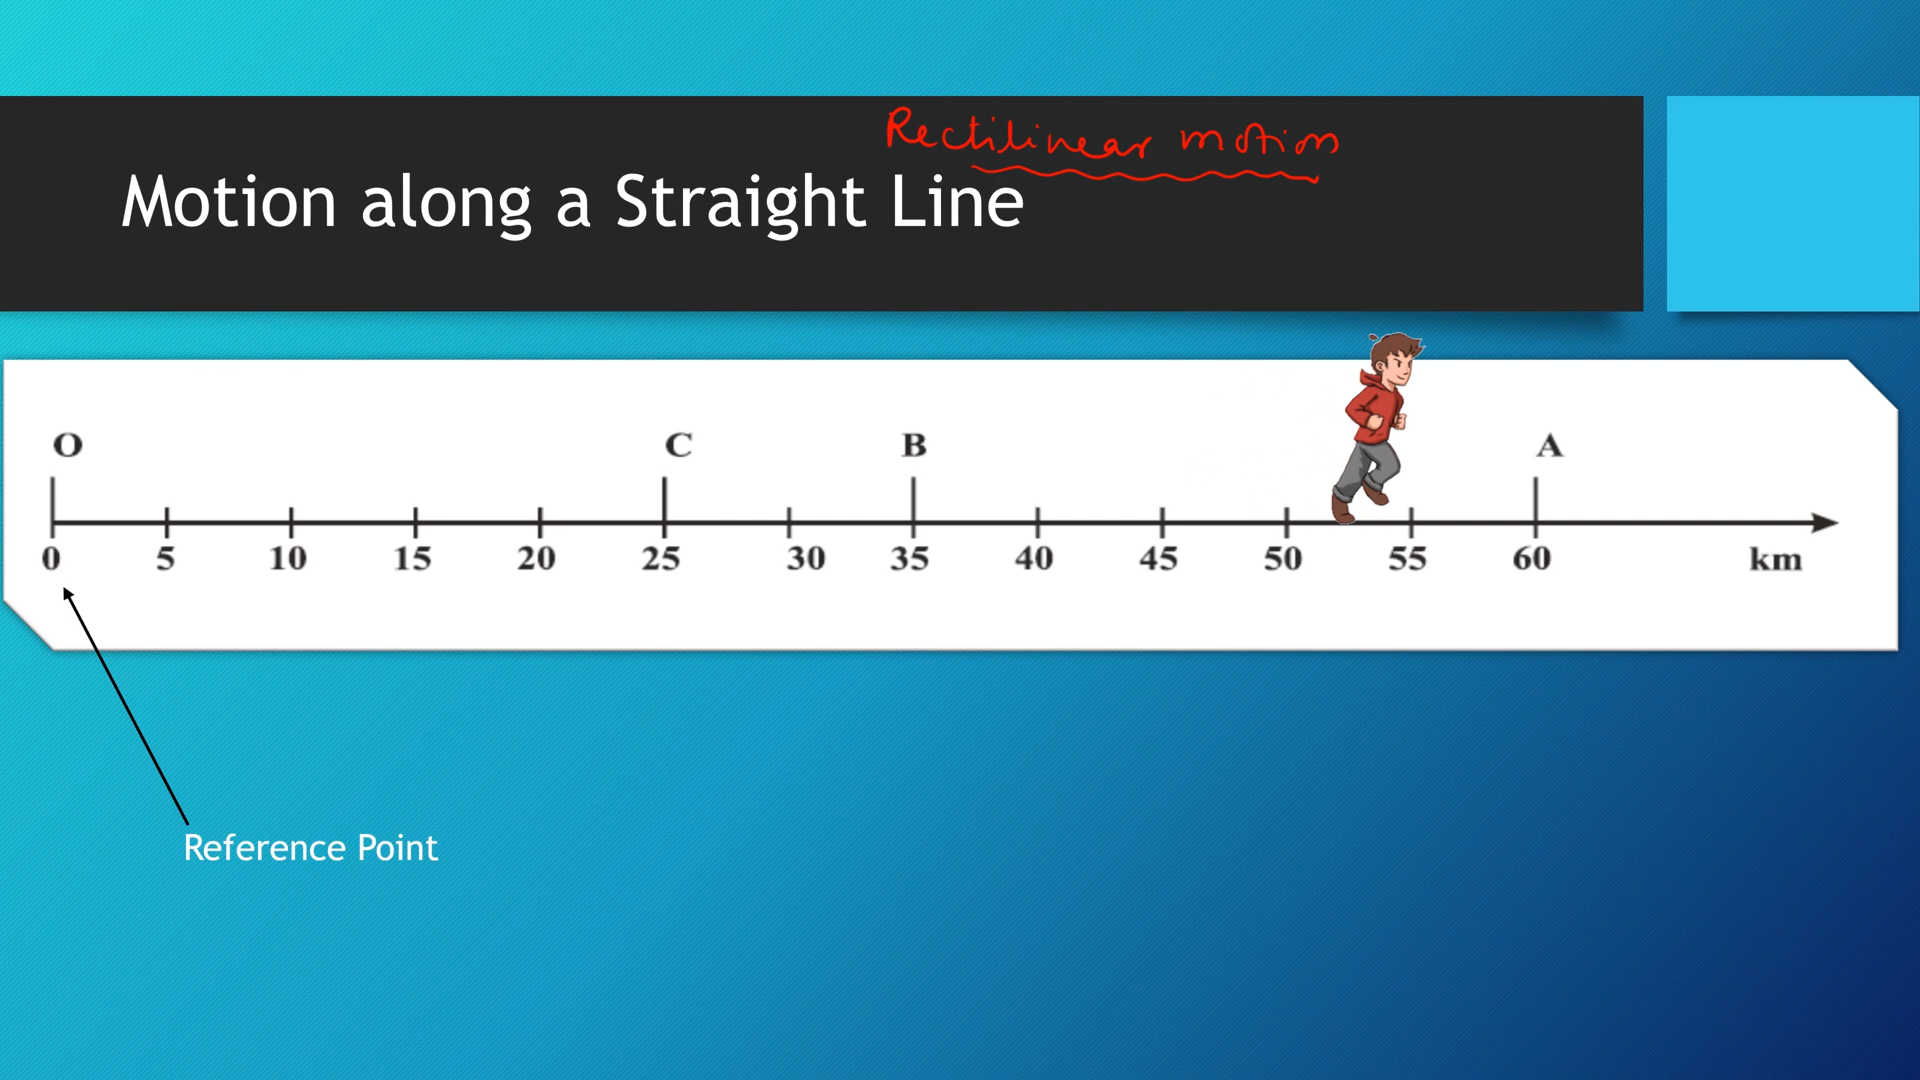 Rectilinear motion
Motion along a Straight Line
O C B A
0 5 10 15 20 25 30 35 40 45 50 55 60 km
Reference Point